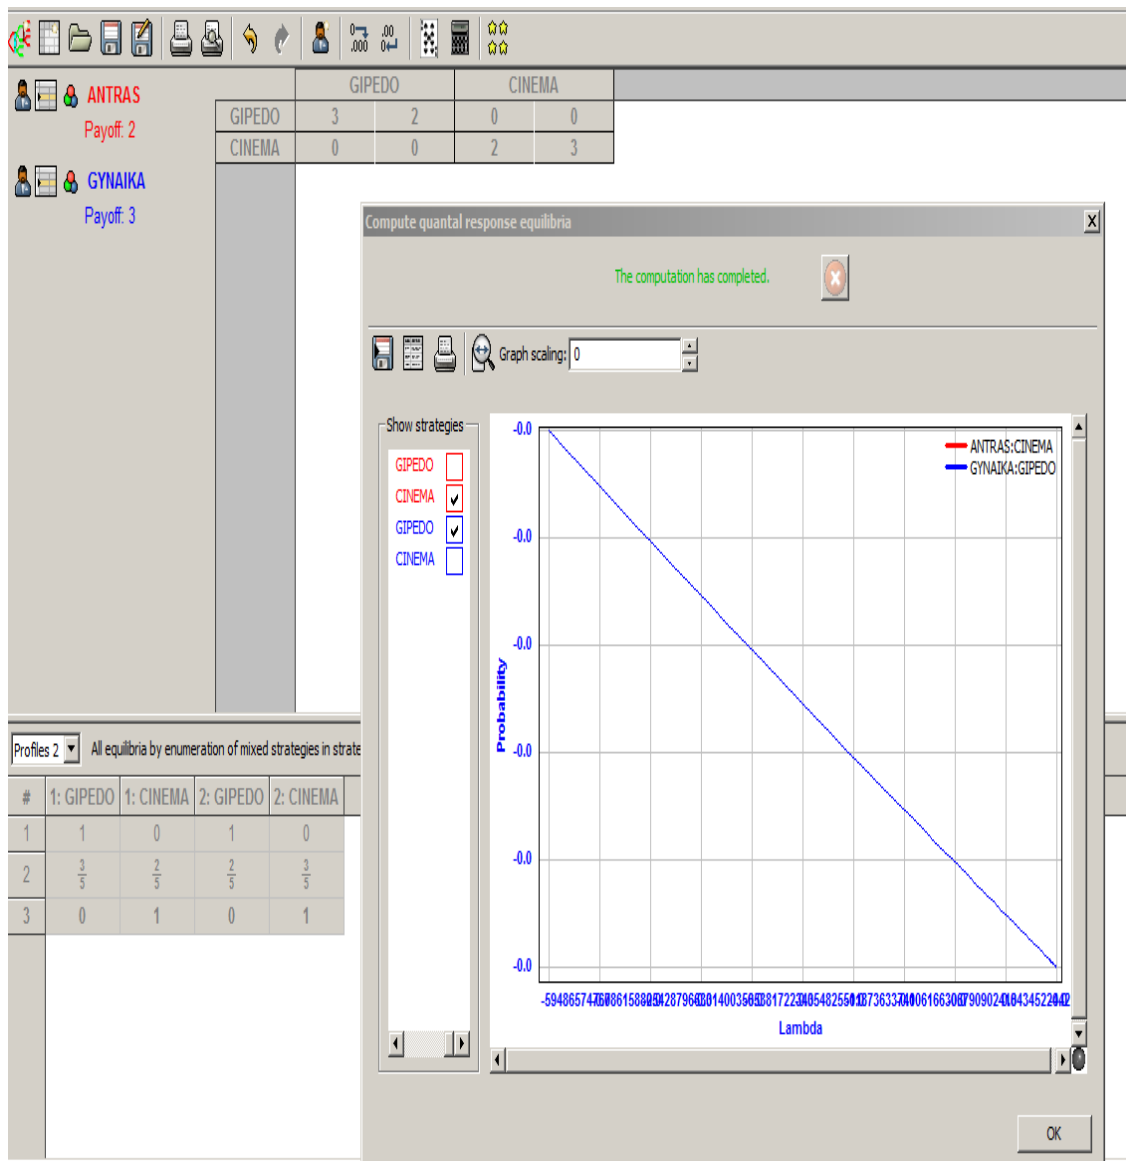 0 .000
.00 0
ANTRAS
Payoff: 2
GYNAIKA
Payoff: 3
GIPEDO CINEMA
GIPEDO 3 2 0 0
CINEMA 0 0 2 3
Compute quantal response equilibria
The computation has completed.
Graph scaling: 0
Show strategies
GIPEDO
CINEMA
GIPEDO
CINEMA
ANTRAS:CINEMA
GYNAIKA:GIPEDO
-0.0
-0.0
-0.0
-0.0
-0.0
-0.0
Probability
Lambda
OK
Profiles 2 All equilibria by enumeration of mixed strategies in strate
# 1: GIPEDO 1: CINEMA 2: GIPEDO 2: CINEMA
1 1 0 1 0
2 3/5 2/5 2/5 3/5
3 0 1 0 1